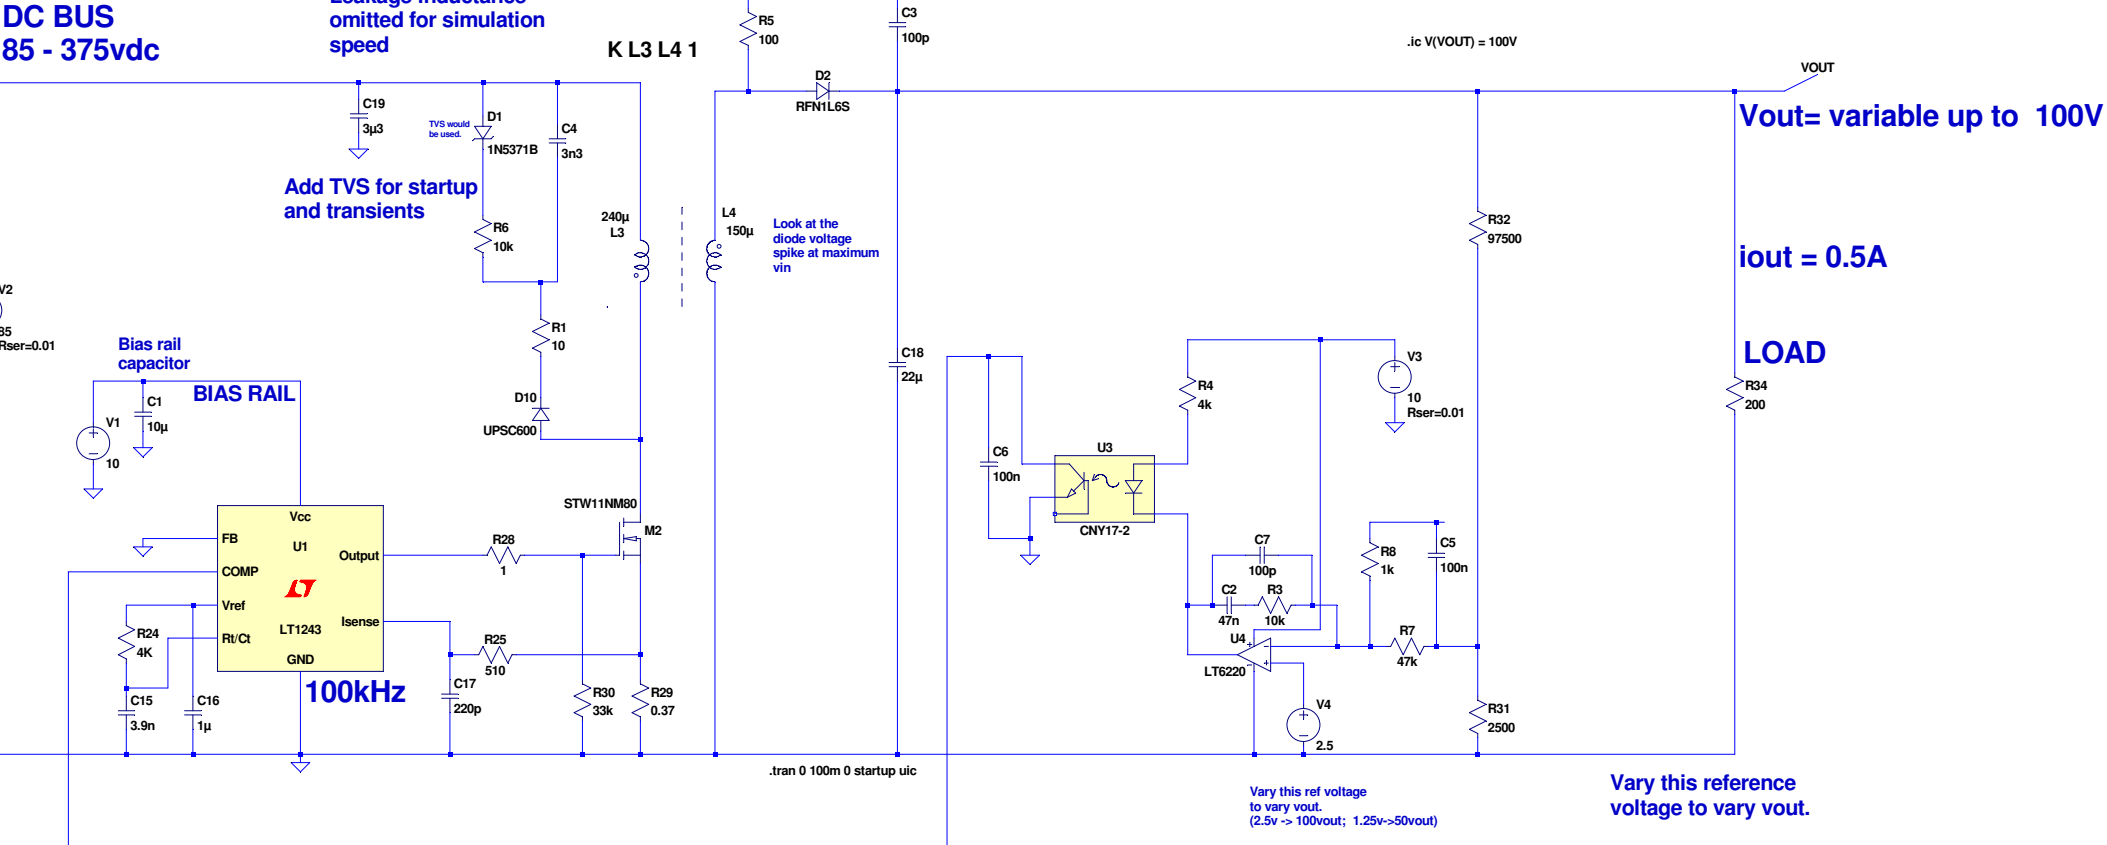 DC BUS
85 - 375vdc
Leakage inductance
omitted for simulation
speed
K L3 L4 1
R5
100
C3
100p
.ic V(VOUT) = 100V
VOUT
D2
RFN1L6S
Vout= variable up to  100V
C19
3µ3
TVS would
be used.
D1
1N5371B
C4
3n3
Add TVS for startup
and transients
R6
10k
240µ
L3
L4
150µ
Look at the
diode voltage
spike at maximum
vin
R32
97500
iout = 0.5A
V2
85
Rser=0.01
Bias rail
capacitor
BIAS RAIL
C1
10µ
V1
10
R1
10
D10
UPSC600
C18
22µ
R4
4k
V3
10
Rser=0.01
LOAD
R34
200
C6
100n
U3
CNY17-2
STW11NM80
M2
Vcc
FB
U1
Output
COMP
Vref
LT
Isense
LT1243
Rt/Ct
GND
R28
1
R24
4K
R25
510
C7
100p
C2
47n
R3
10k
R8
1k
C5
100n
U4
LT6220
R7
47k
100kHz
C15
3.9n
C16
1µ
C17
220p
R30
33k
R29
0.37
V4
2.5
R31
2500
.tran 0 100m 0 startup uic
Vary this ref voltage
to vary vout.
(2.5v -> 100vout;  1.25v->50vout)
Vary this reference
voltage to vary vout.